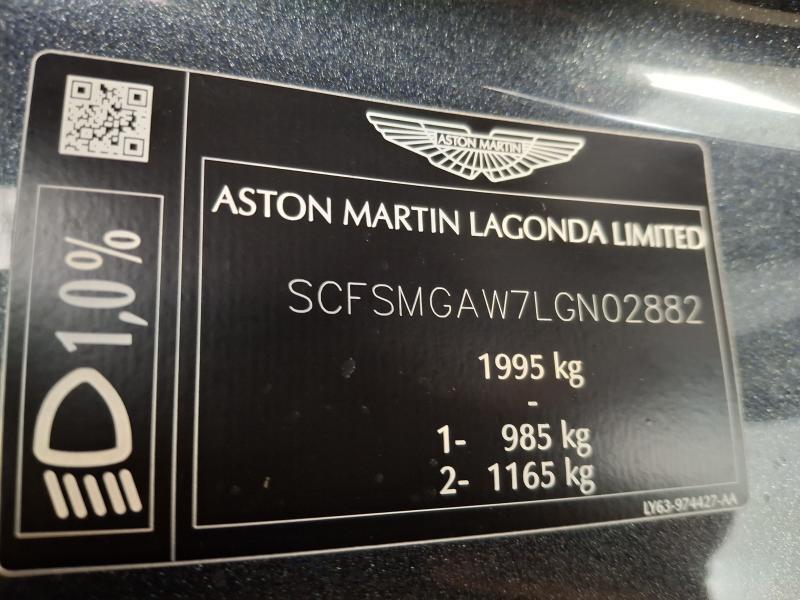 ASTON MARTIN
ASTON MARTIN LAGONDA LIMITED
SCFSMGAW7LGN02882
1995 kg
-
1- 985 kg
2- 1165 kg
LY63-974427-AA
1,0%